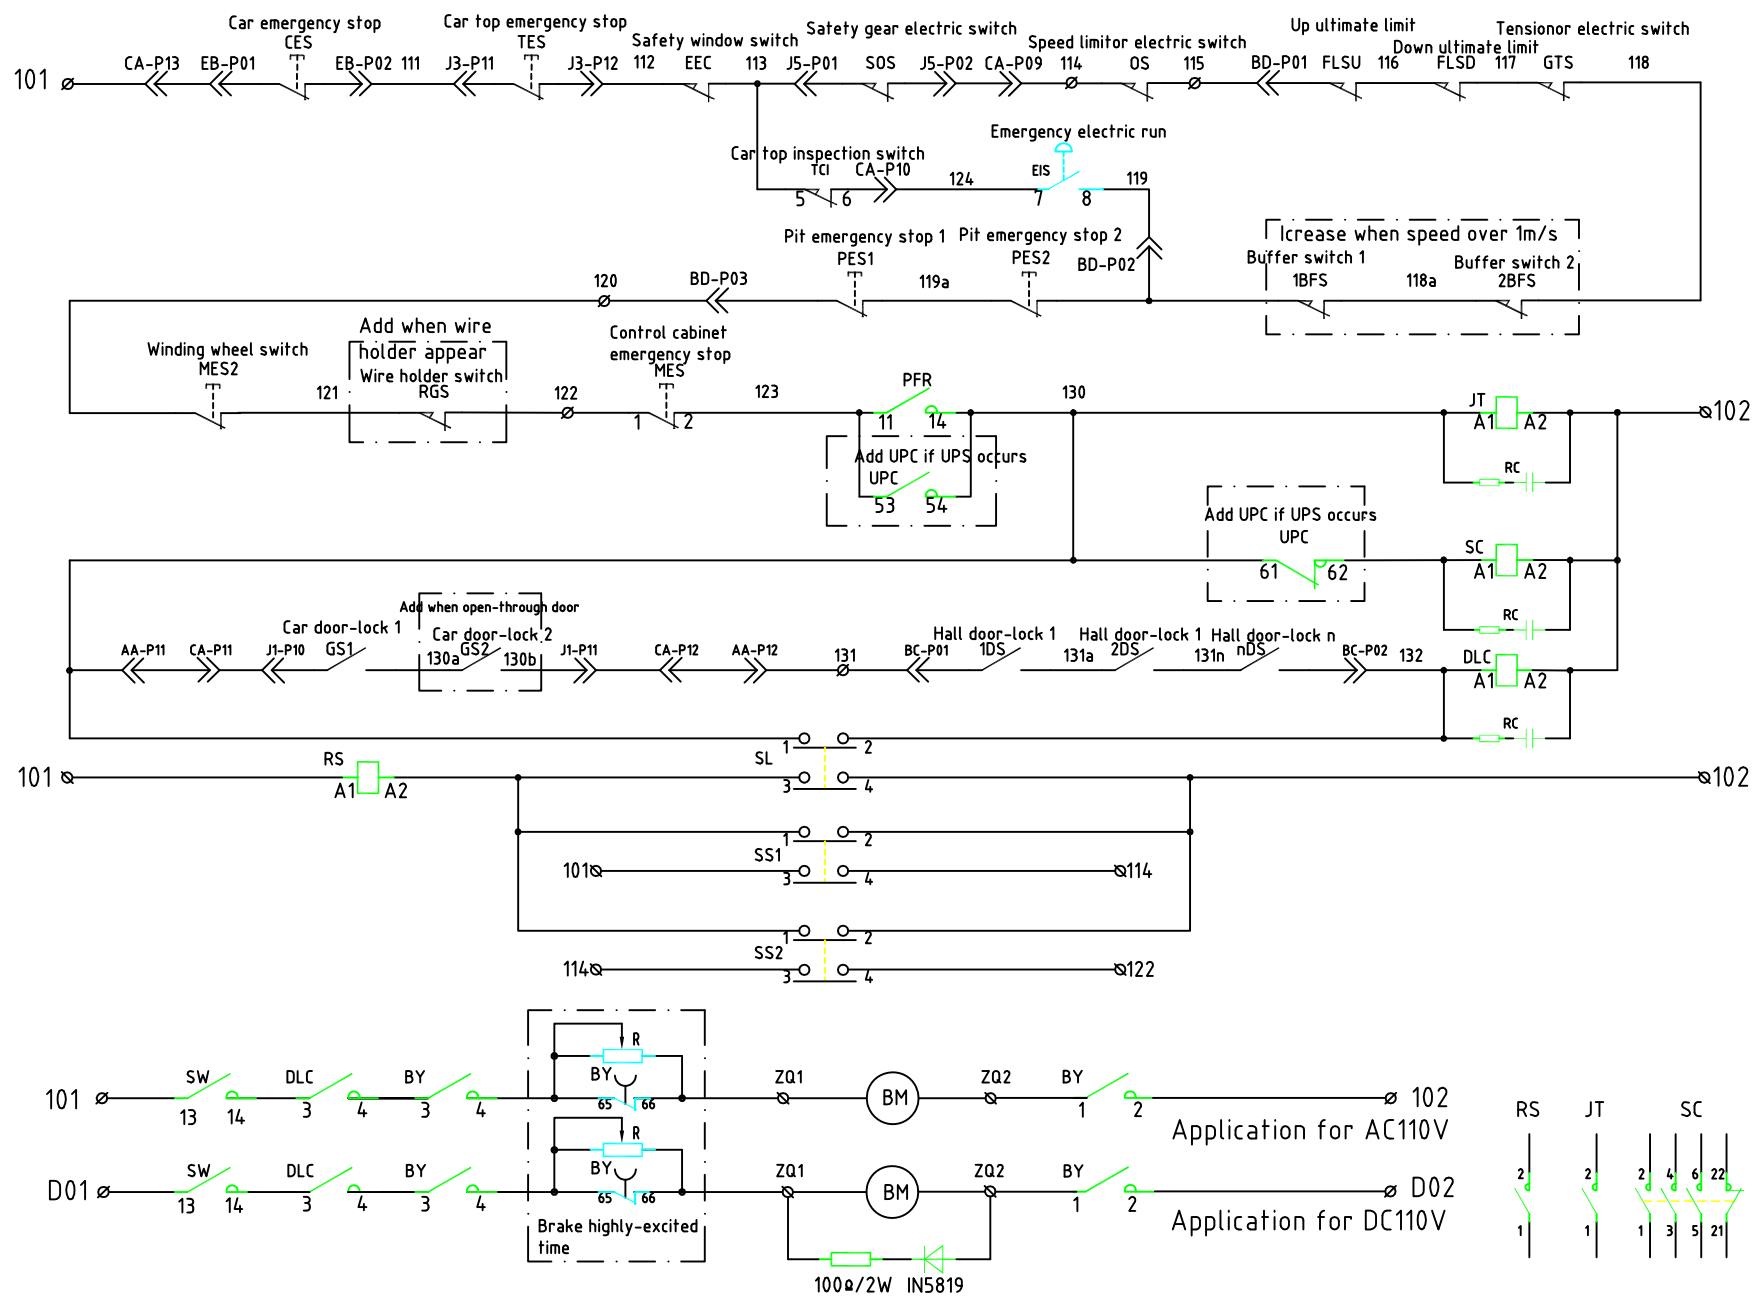 Car emergency stop
CES
Car top emergency stop
TES
Safety window switch
EEC
Satety gear electric switch
SOS
Speed limitor electric switch
OS
Up ultimate limit
Down ultimate limit
Tensionor electric switch
101
CA-P13
EB-P01
EB-P02
111
J3-P11
J3-P12
112
113
J5-P01
J5-P02
CA-P09
114
115
BD-P01
FLSU
116
FLSD
117
GTS
118
Emergency electric run
Car top inspection switch
TCI
CA-P10
5
6
124
EIS
7
8
119
Pit emergency stop 1
PES1
Pit emergency stop 2
PES2
BD-P02
Icrease when speed over 1m/s
Buffer switch 1
1BFS
118a
Buffer switch 2
2BFS
120
BD-P03
119a
Winding wheel switch
MES2
Add when wire
holder appear
Wire holder switch
RGS
Control cabinet
emergency stop
MES
121
122
1
2
123
PFR
11
14
130
JT
A1
A2
102
RC
Add UPC if UPS occurs
UPC
53
54
Add UPC if UPS occurs
UPC
61
62
SC
A1
A2
RC
Add when open-through door
Car door-lock 1
GS1
Car door-lock 2
GS2
130a
130b
AA-P11
CA-P11
J1-P10
J1-P11
CA-P12
AA-P12
131
BC-P01
Hall door-lock 1
1DS
131a
Hall door-lock 1
2DS
131n
Hall door-lock n
nDS
BC-P02
132
DLC
A1
A2
RC
1
2
SL
3
4
101
RS
A1
A2
102
1
2
SS1
101
3
4
114
1
2
SS2
114
3
4
122
101
SW
13
14
DLC
3
4
BY
3
4
R
BY
65
66
ZQ1
BM
ZQ2
BY
1
2
102
Application for AC110V
D01
SW
13
14
DLC
3
4
BY
3
4
R
BY
65
66
Brake highly-excited
time
ZQ1
BM
ZQ2
BY
1
2
D02
Application for DC110V
100Ω/2W
IN5819
RS
JT
SC
2
2
2
4
6
22
1
1
1
3
5
21